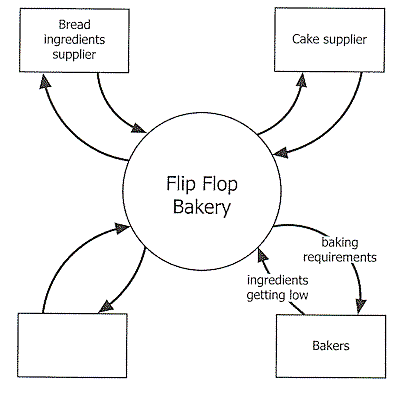 Bread
ingredients
supplier
Cake supplier
Flip Flop
Bakery
baking
requirements
ingredients
getting low
Bakers